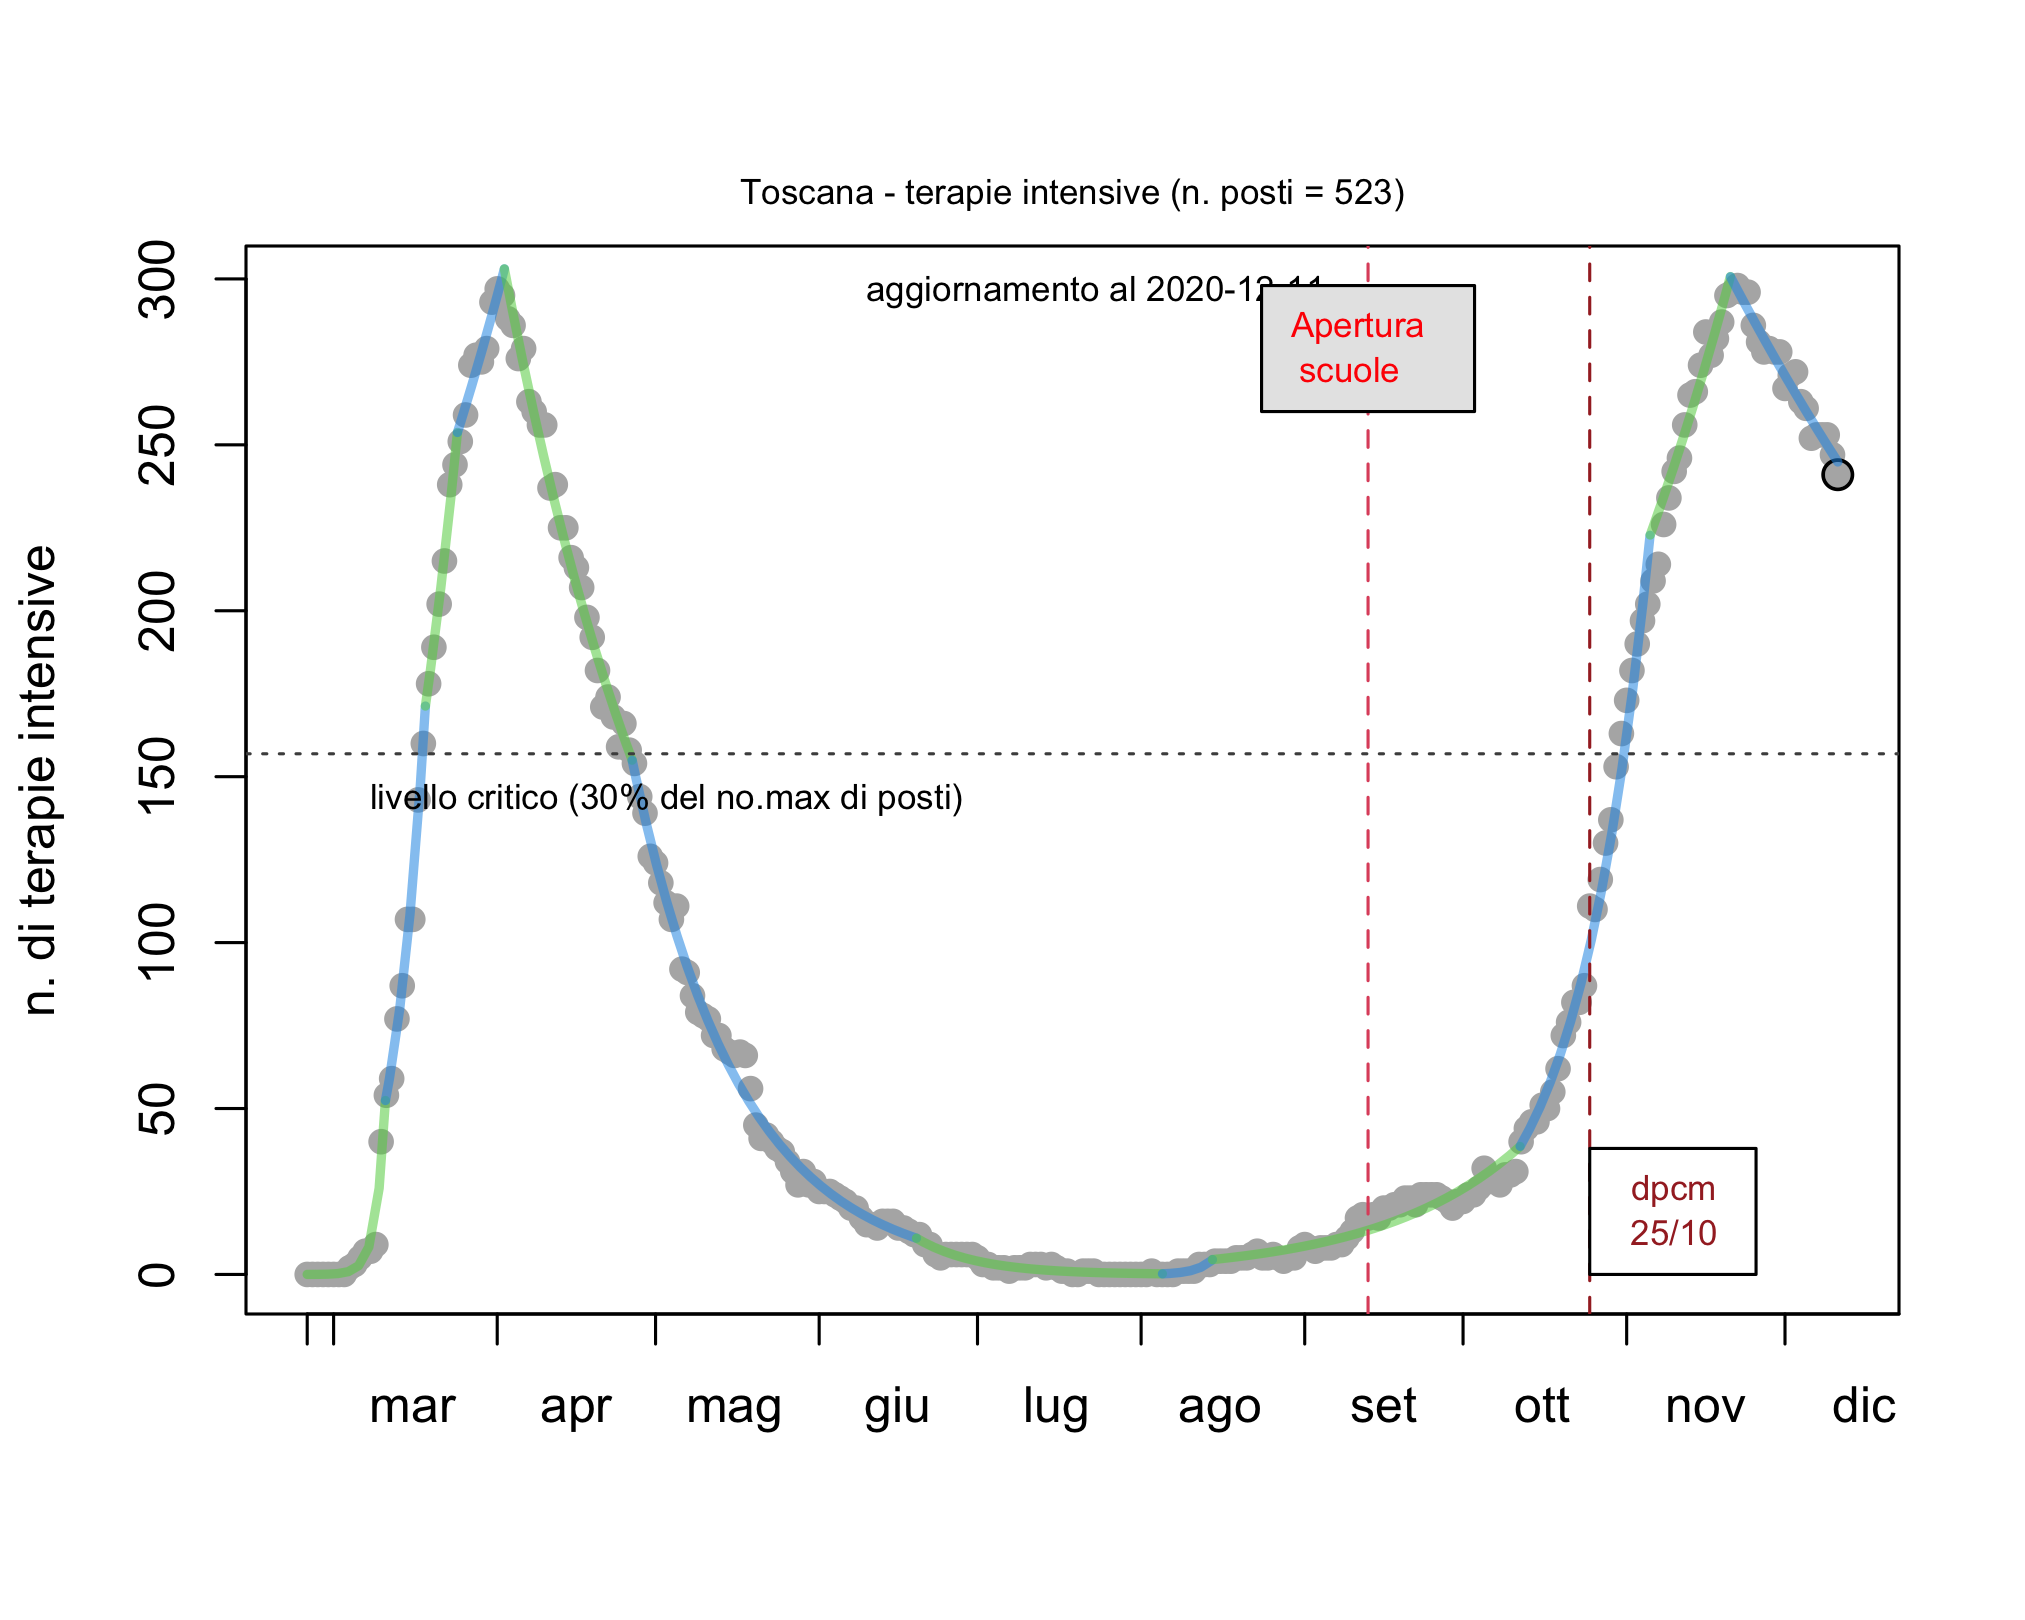 Toscana - terapie intensive (n. posti = 523)
aggiornamento al 2020-12-11
Apertura
scuole
livello critico (30% del no.max di posti)
dpcm
25/10
n. di terapie intensive
300
250
200
150
100
50
0
mar apr mag giu lug ago set ott nov dic